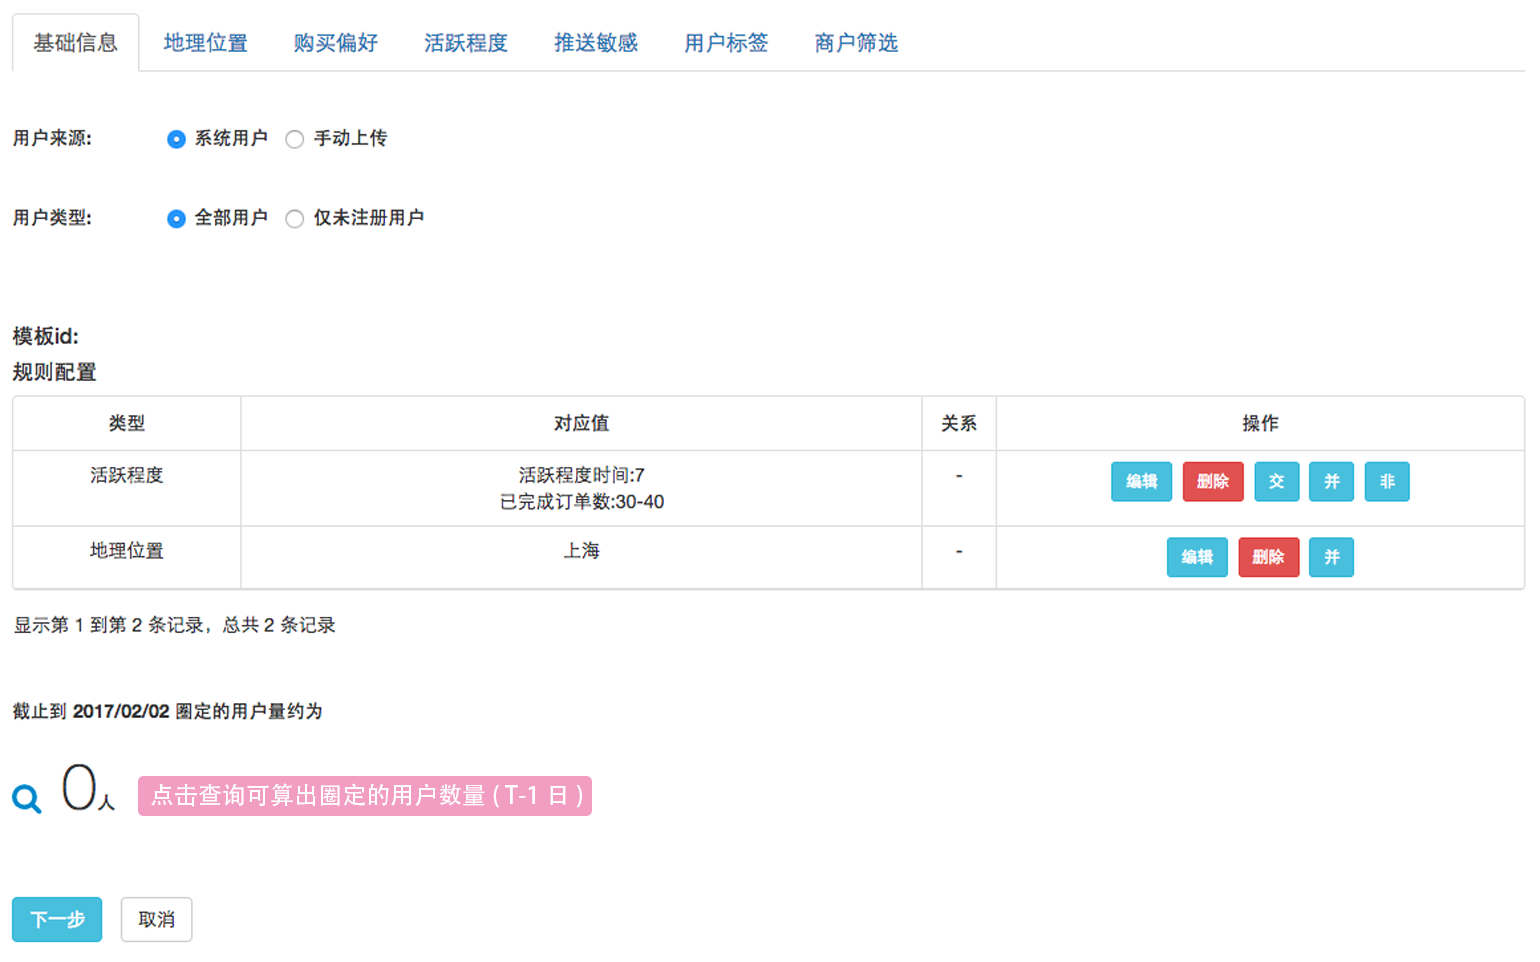 基础信息 地理位置 购买偏好 活跃程度 推送敏感 用户标签 商户筛选
用户来源: 系统用户 手动上传
用户类型: 全部用户 仅未注册用户
模板id:
规则配置
类型 对应值 关系 操作
活跃程度 活跃程度时间:7 - 编辑 删除 交 并 非
已完成订单数:30-40
地理位置 上海 - 编辑 删除 并
显示第 1 到第 2 条记录，总共 2 条记录
截止到 2017/02/02 圈定的用户量约为
0人 点击查询可算出圈定的用户数量 ( T-1 日 )
下一步 取消